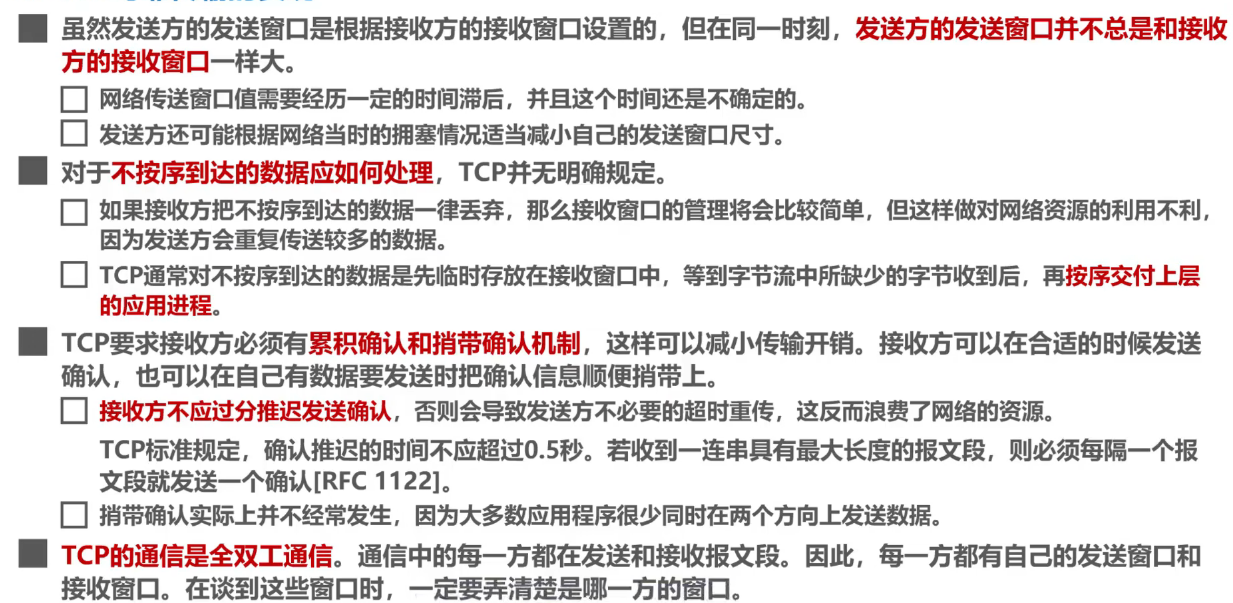 虽然发送方的发送窗口是根据接收方的接收窗口设置的，但在同一时刻，发送方的发送窗口并不总是和接收
方的接收窗口一样大。
网络传送窗口值需要经历一定的时间滞后，并且这个时间还是不确定的。
发送方还可能根据网络当时的拥塞情况适当减小自己的发送窗口尺寸。
对于不按序到达的数据应如何处理，TCP并无明确规定。
如果接收方把不按序到达的数据一律丢弃，那么接收窗口的管理将会比较简单，但这样做对网络资源的利用不利，
因为发送方会重复传送较多的数据。
TCP通常对不按序到达的数据是先临时存放在接收窗口中，等到字节流中所缺少的字节收到后，再按序交付上层
的应用进程。
TCP要求接收方必须有累积确认和捎带确认机制，这样可以减小传输开销。接收方可以在合适的时候发送
确认，也可以在自己有数据要发送时把确认信息顺便捎带上。
接收方不应过分推迟发送确认，否则会导致发送方不必要的超时重传，这反而浪费了网络的资源。
TCP标准规定，确认推迟的时间不应超过0.5秒。若收到一连串具有最大长度的报文段，则必须每隔一个报
文段就发送一个确认[RFC 1122]。
捎带确认实际上并不经常发生，因为大多数应用程序很少同时在两个方向上发送数据。
TCP的通信是全双工通信。通信中的每一方都在发送和接收报文段。因此，每一方都有自己的发送窗口和
接收窗口。在谈到这些窗口时，一定要弄清楚是哪一方的窗口。